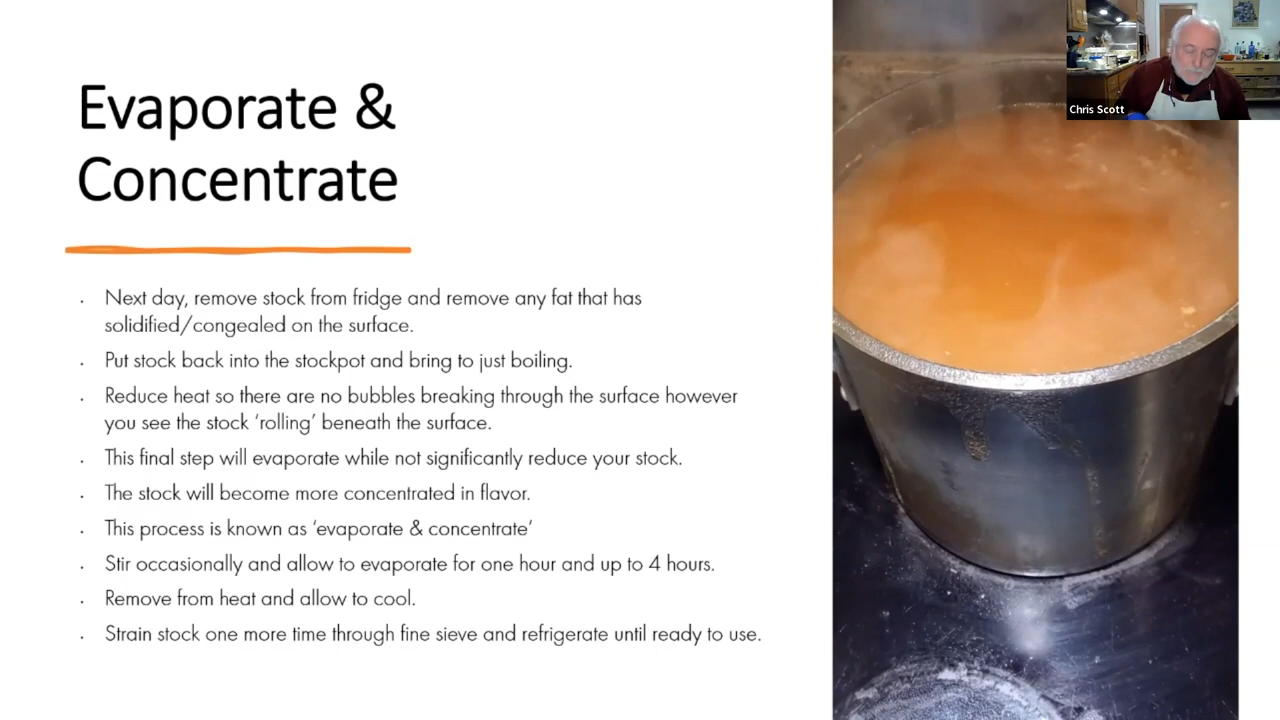 Evaporate &
Concentrate
Next day, remove stock from fridge and remove any fat that has
solidified/congealed on the surface.
Put stock back into the stockpot and bring to just boiling.
Reduce heat so there are no bubbles breaking through the surface however
you see the stock ‘rolling’ beneath the surface.
This final step will evaporate while not significantly reduce your stock.
The stock will become more concentrated in flavor.
This process is known as ‘evaporate & concentrate’
Stir occasionally and allow to evaporate for one hour and up to 4 hours.
Remove from heat and allow to cool.
Strain stock one more time through fine sieve and refrigerate until ready to use.
Chris Scott